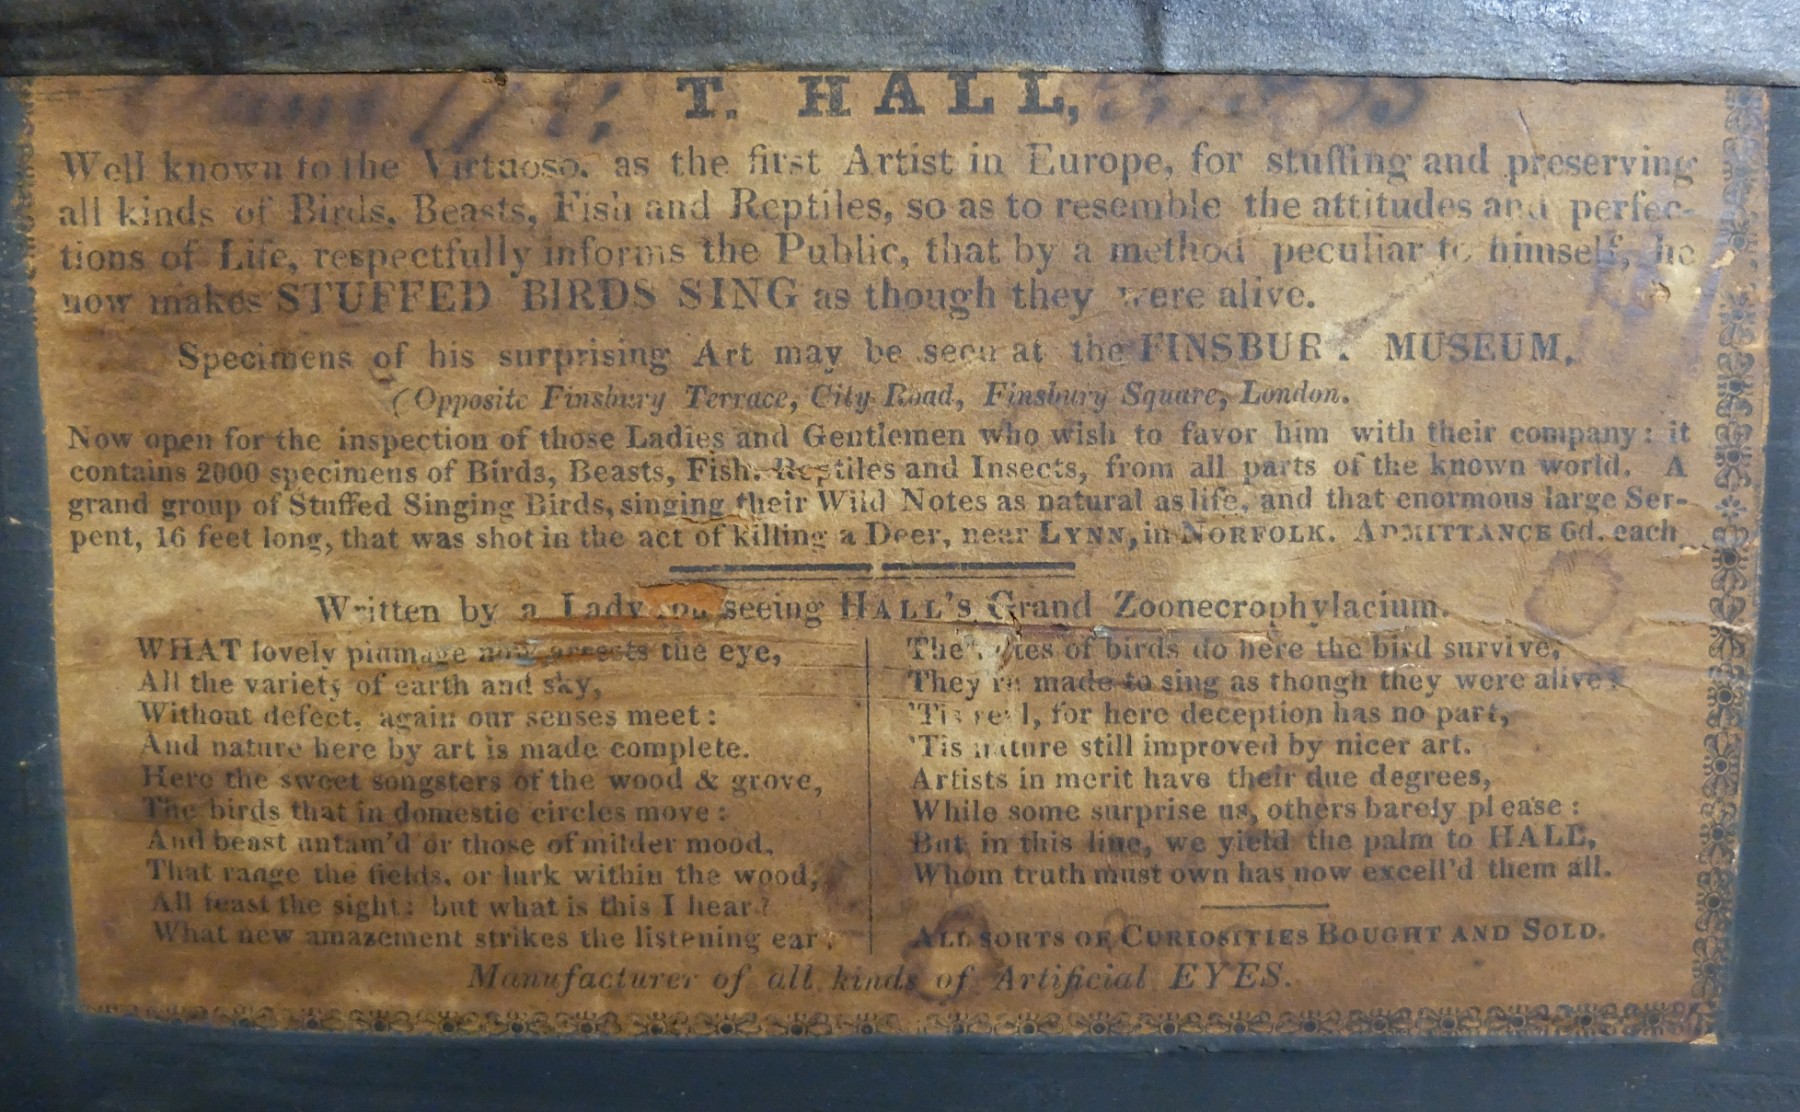 T. HALL,
Well known to the Virtuoso, as the first Artist in Europe, for stuffing and preserving
all kinds of Birds, Beasts, Fish and Reptiles, so as to resemble the attitudes and perfec-
tions of Life, respectfully informs the Public, that by a method peculiar to himself, he
now makes STUFFED BIRDS SING as though they were alive.
Specimens of his surprising Art may be seen at the FINSBURY MUSEUM,
(Opposite Finsbury Terrace, City Road, Finsbury Square, London.
Now open for the inspection of those Ladies and Gentlemen who wish to favor him with their company: it
contains 2000 specimens of Birds, Beasts, Fish, Reptiles and Insects, from all parts of the known world. A
grand group of Stuffed Singing Birds, singing their Wild Notes as natural as life, and that enormous large Ser-
pent, 16 feet long, that was shot in the act of killing a Deer, near LYNN, in NORFOLK. ADMITTANCE 6d. each
Written by a Lady seeing HALL'S Grand Zoonecrophylacium.
WHAT lovely plumage now arrests the eye,
All the variety of earth and sky,
Without defect, again our senses meet:
And nature here by art is made complete.
Here the sweet songsters of the wood & grove,
The birds that in domestic circles move:
And beast untam'd or those of milder mood,
That range the fields, or lurk within the wood,
All feast the sight: but what is this I hear?
What new amazement strikes the listening ear!
The notes of birds do here the bird survive,
They're made to sing as though they were alive:
'Tis real, for here deception has no part,
'Tis nature still improved by nicer art.
Artists in merit have their due degrees,
While some surprise us, others barely please:
But in this line, we yield the palm to HALL,
Whom truth must own has now excell'd them all.
ALL SORTS OF CURIOSITIES BOUGHT AND SOLD.
Manufacturer of all kinds of Artificial EYES.